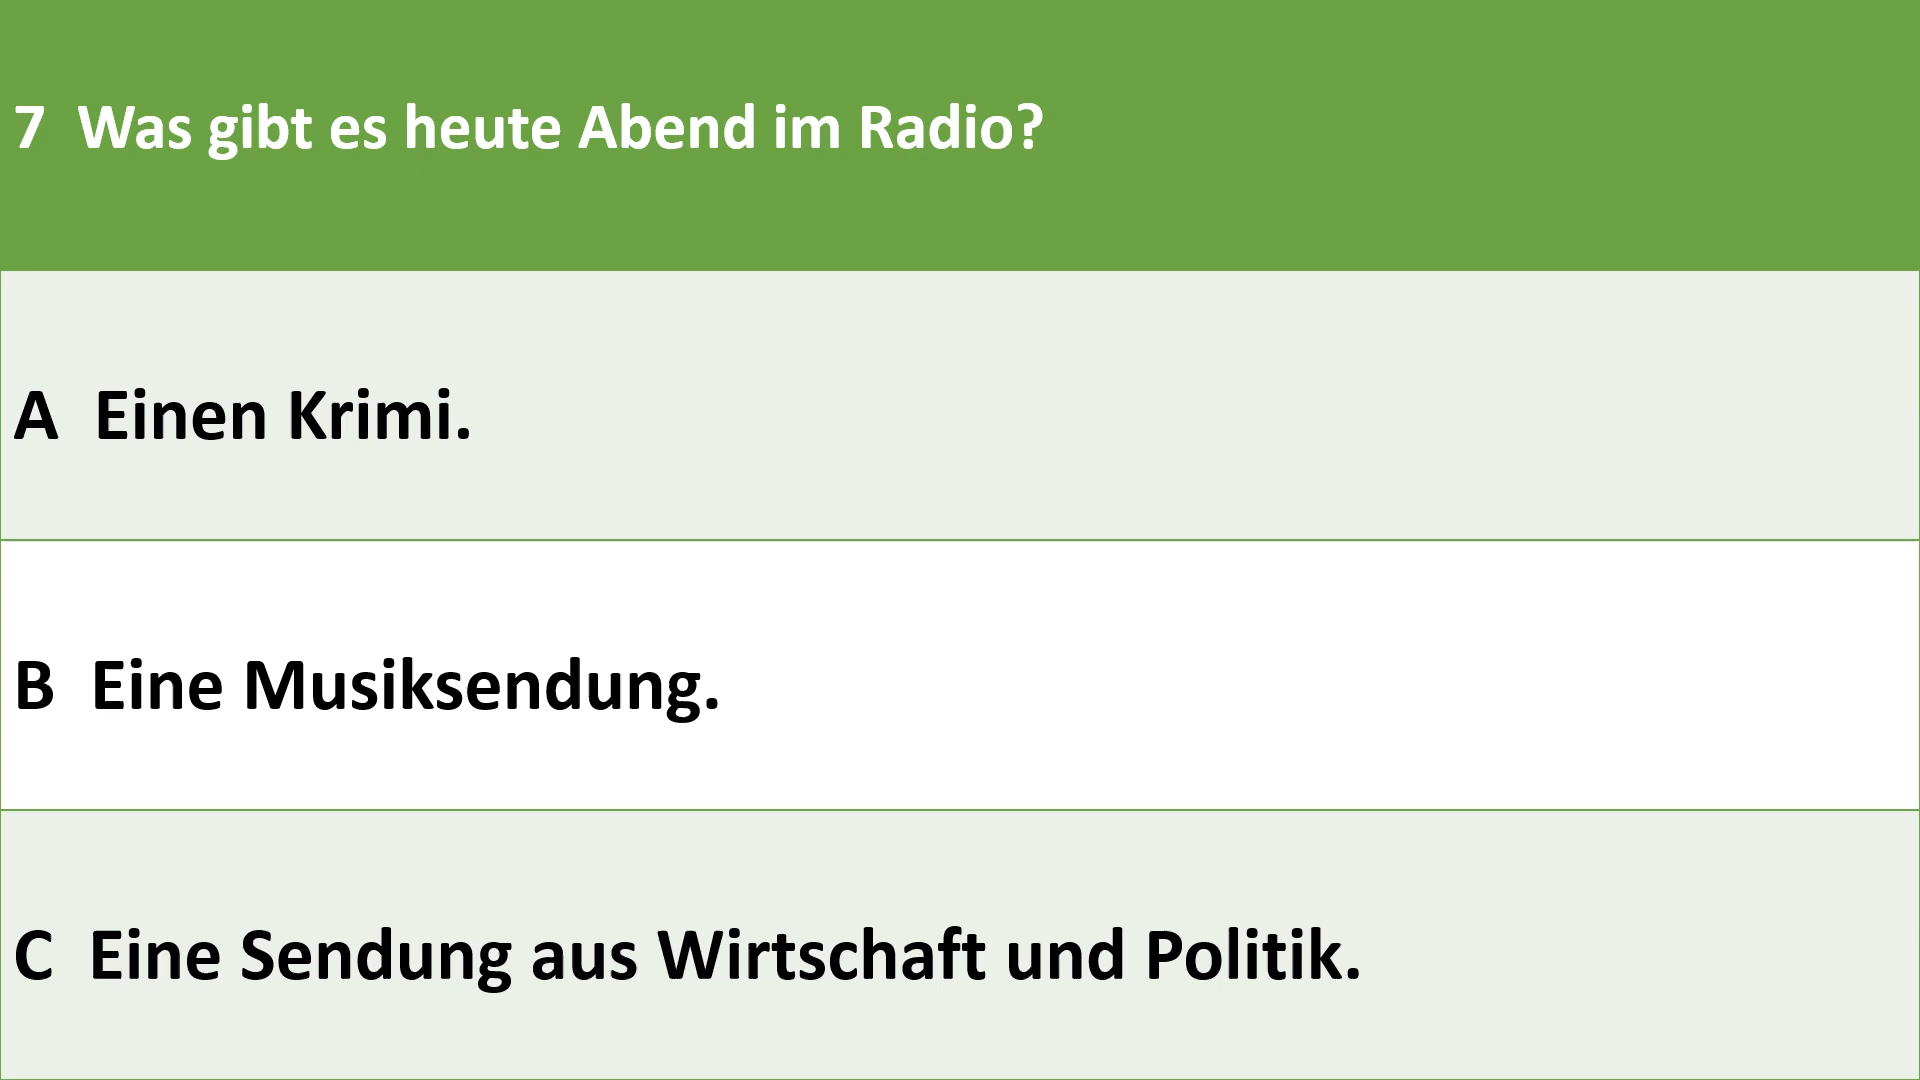 7 Was gibt es heute Abend im Radio?
A Einen Krimi.
B Eine Musiksendung.
C Eine Sendung aus Wirtschaft und Politik.